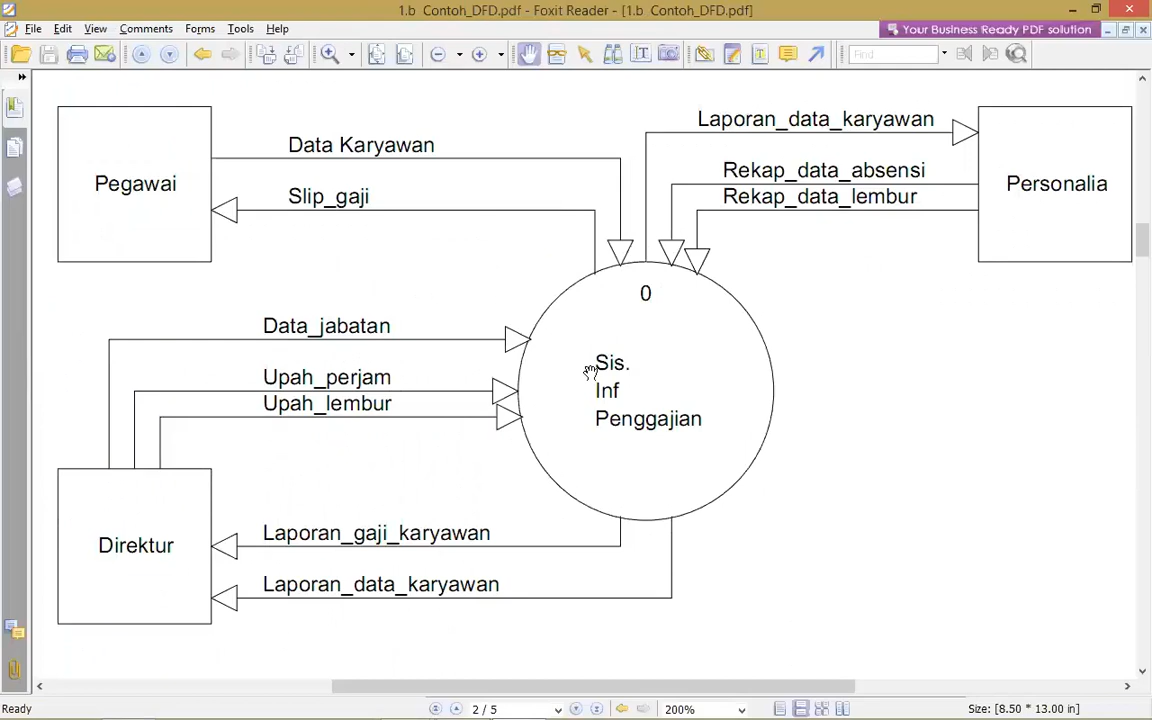 1.b Contoh_DFD.pdf - Foxit Reader - [1.b Contoh_DFD.pdf]
File Edit View Comments Forms Tools Help
Your Business Ready PDF solution
Find
Pegawai
Data Karyawan
Slip_gaji
Laporan_data_karyawan
Rekap_data_absensi
Rekap_data_lembur
Personalia
0
Sis.
Inf
Penggajian
Data_jabatan
Upah_perjam
Upah_lembur
Direktur
Laporan_gaji_karyawan
Laporan_data_karyawan
Ready
2 / 5
200%
Size: [8.50 * 13.00 in]